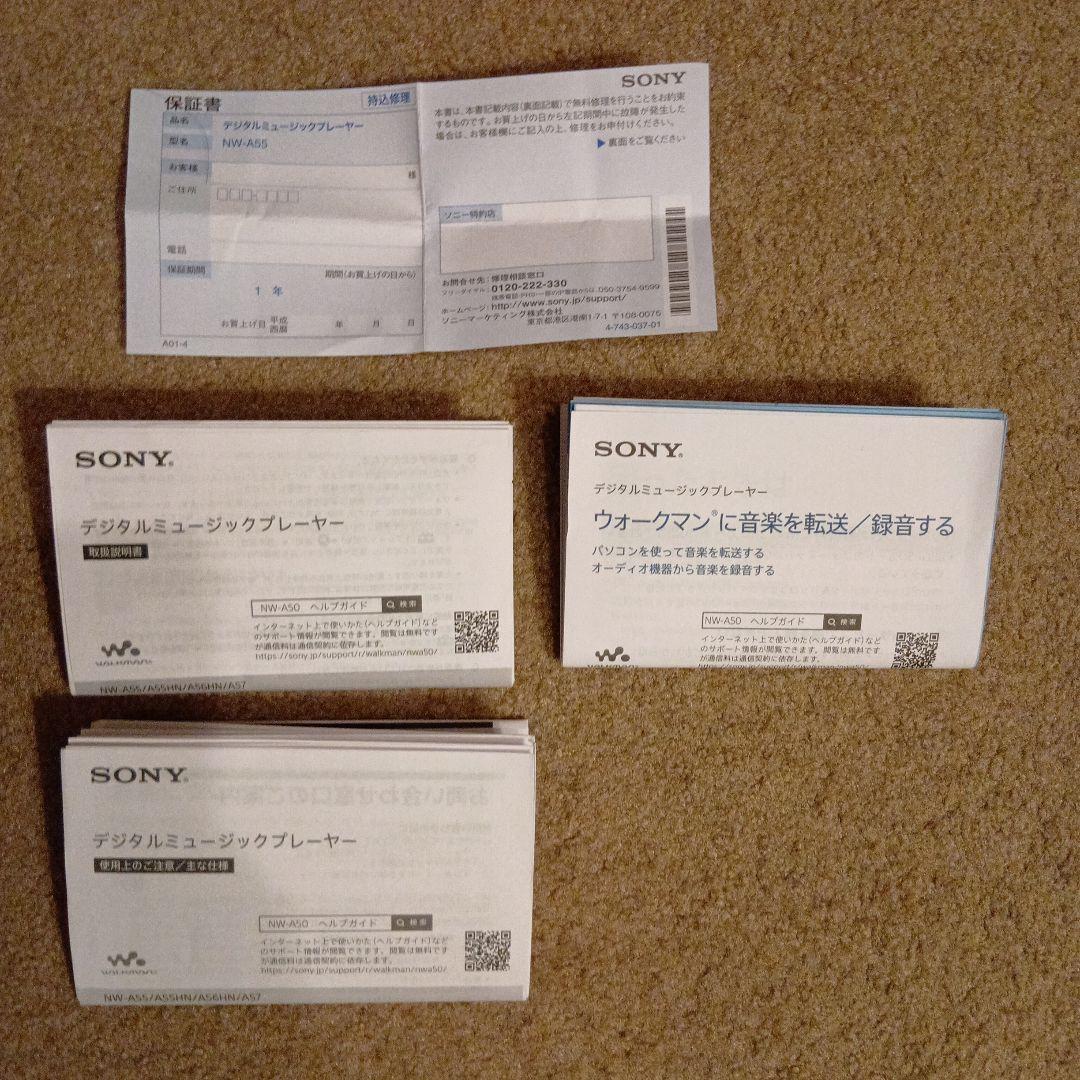 保証書
持込修理
品名 デジタルミュージックプレーヤー
型名 NW-A55
お客様 様
ご住所
電話
保証期間 期間(お買上げの日から)
1 年
お買上げ日 平成 西暦 年 月 日
A01-4
SONY
本書は、本書記載内容(裏面記載)で無料修理を行うことをお約束
するものです。お買上げの日から左記期間中に故障が発生した
場合は、お客様欄にご記入の上、修理をお申付けください。
▶裏面をご覧ください
ソニー特約店
お問合せ先:修理相談窓口
フリーダイヤル:0120-222-330
携帯電話・PHS・一部のIP電話からは、050-3754-9599
ホームページ:http://www.sony.jp/support/
ソニーマーケティング株式会社
東京都港区港南1-7-1 〒108-0075
4-743-037-01
SONY®
デジタルミュージックプレーヤー
取扱説明書
NW-A50 ヘルプガイド 検索
インターネット上で使いかた(ヘルプガイド)など
のサポート情報が閲覧できます。閲覧は無料です
が通信料は通信契約に依存します。
https://sony.jp/support/r/walkman/nwa50/
WALKMAN®
NW-A55/A55HN/A56HN/A57
SONY®
デジタルミュージックプレーヤー
ウォークマン®に音楽を転送/録音する
パソコンを使って音楽を転送する
オーディオ機器から音楽を録音する
NW-A50 ヘルプガイド 検索
インターネット上で使いかた(ヘルプガイド)など
のサポート情報が閲覧できます。閲覧は無料です
が通信料は通信契約に依存します。
https://sony.jp/support/r/walkman/nwa50/
SONY®
デジタルミュージックプレーヤー
使用上のご注意/主な仕様
NW-A50 ヘルプガイド 検索
インターネット上で使いかた(ヘルプガイド)など
のサポート情報が閲覧できます。閲覧は無料です
が通信料は通信契約に依存します。
https://sony.jp/support/r/walkman/nwa50/
WALKMAN®
NW-A55/A55HN/A56HN/A57